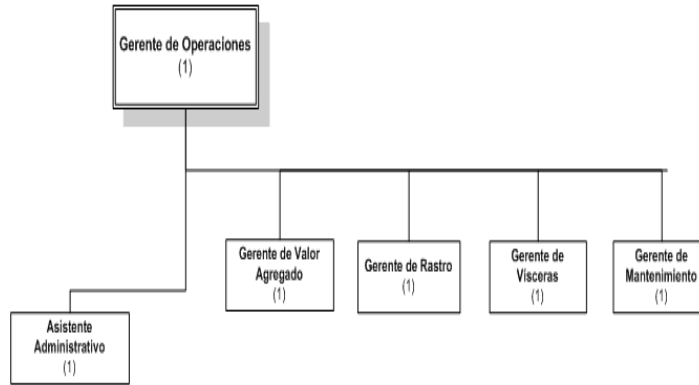 Gerente de Operaciones
(1)
Gerente de Valor
Agregado
(1)
Gerente de Rastro
(1)
Gerente de
Vísceras
(1)
Gerente de
Mantenimiento
(1)
Asistente
Administrativo
(1)